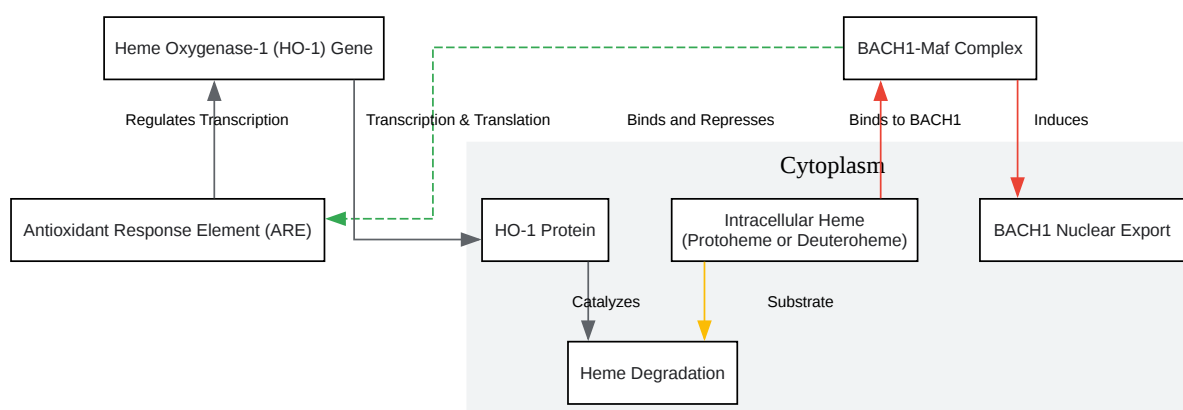 Heme Oxygenase-1 (HO-1) Gene
BACH1-Maf Complex
Regulates Transcription
Transcription & Translation
Binds and Represses
Binds to BACH1
Induces
Cytoplasm
Antioxidant Response Element (ARE)
HO-1 Protein
Intracellular Heme
(Protoheme or Deuteroheme)
BACH1 Nuclear Export
Catalyzes
Substrate
Heme Degradation